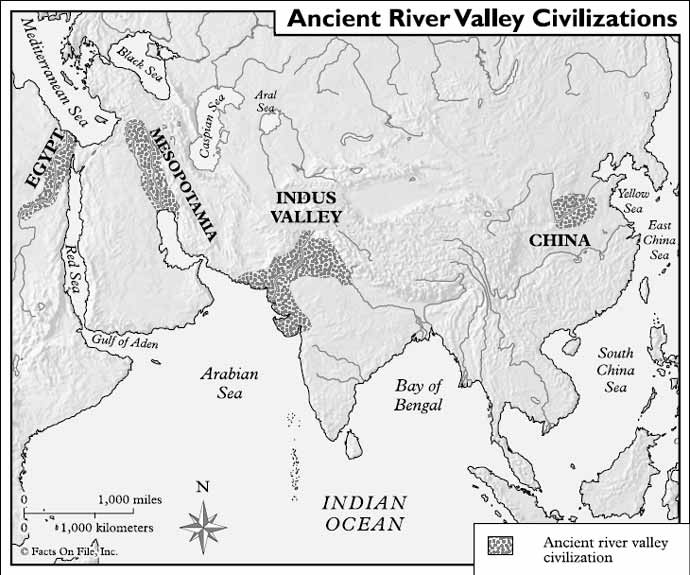 Ancient River Valley Civilizations
Mediterranean Sea
Black Sea
Caspian Sea
Aral
Sea
EGYPT
MESOPOTAMIA
INDUS
VALLEY
CHINA
Yellow
Sea
East
China
Sea
Red Sea
Gulf of Aden
Arabian
Sea
Bay of
Bengal
South
China
Sea
INDIAN
OCEAN
N
0 1,000 miles
0 1,000 kilometers
© Facts On File, Inc.
Ancient river valley
civilization